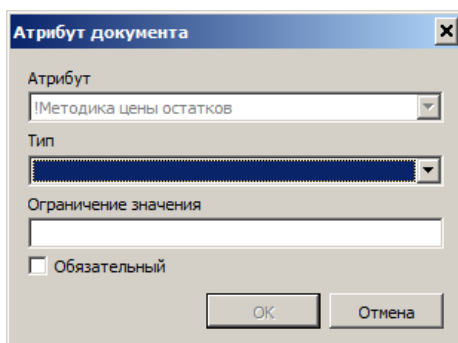 Атрибут документа
Атрибут
!Методика цены остатков
Тип
Ограничение значения
Обязательный
OK Отмена